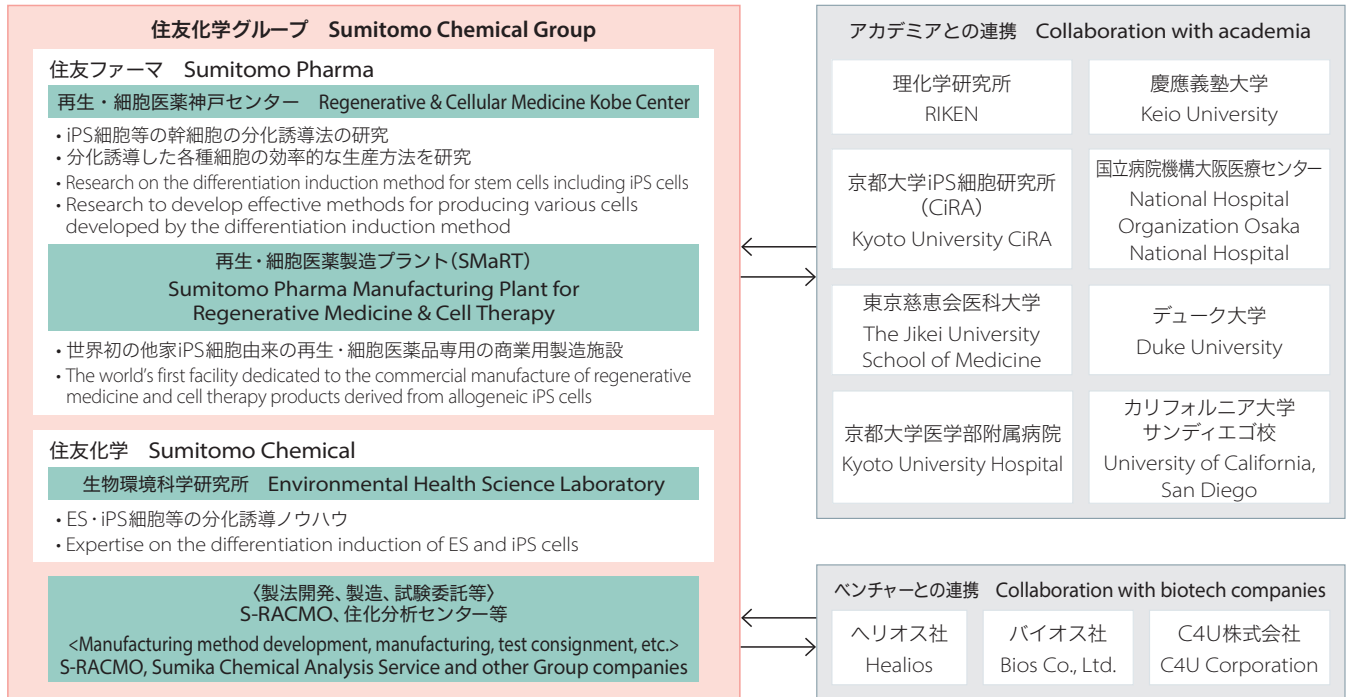 住友化学グループ Sumitomo Chemical Group
住友ファーマ Sumitomo Pharma
再生・細胞医薬神戸センター Regenerative & Cellular Medicine Kobe Center
• iPS細胞等の幹細胞の分化誘導法の研究
• 分化誘導した各種細胞の効率的な生産方法を研究
• Research on the differentiation induction method for stem cells including iPS cells
• Research to develop effective methods for producing various cells
developed by the differentiation induction method
再生・細胞医薬製造プラント(SMaRT)
Sumitomo Pharma Manufacturing Plant for
Regenerative Medicine & Cell Therapy
• 世界初の他家iPS細胞由来の再生・細胞医薬品専用の商業用製造施設
• The world's first facility dedicated to the commercial manufacture of regenerative
medicine and cell therapy products derived from allogeneic iPS cells
住友化学 Sumitomo Chemical
生物環境科学研究所 Environmental Health Science Laboratory
• ES・iPS細胞等の分化誘導ノウハウ
• Expertise on the differentiation induction of ES and iPS cells
〈製法開発、製造、試験委託等〉
S-RACMO、住化分析センター等
<Manufacturing method development, manufacturing, test consignment, etc.>
S-RACMO, Sumika Chemical Analysis Service and other Group companies
アカデミアとの連携 Collaboration with academia
理化学研究所
RIKEN
慶應義塾大学
Keio University
京都大学iPS細胞研究所
(CiRA)
Kyoto University CiRA
国立病院機構大阪医療センター
National Hospital
Organization Osaka
National Hospital
東京慈恵会医科大学
The Jikei University
School of Medicine
デューク大学
Duke University
京都大学医学部附属病院
Kyoto University Hospital
カリフォルニア大学
サンディエゴ校
University of California,
San Diego
ベンチャーとの連携 Collaboration with biotech companies
ヘリオス社
Healios
バイオス社
Bios Co., Ltd.
C4U株式会社
C4U Corporation